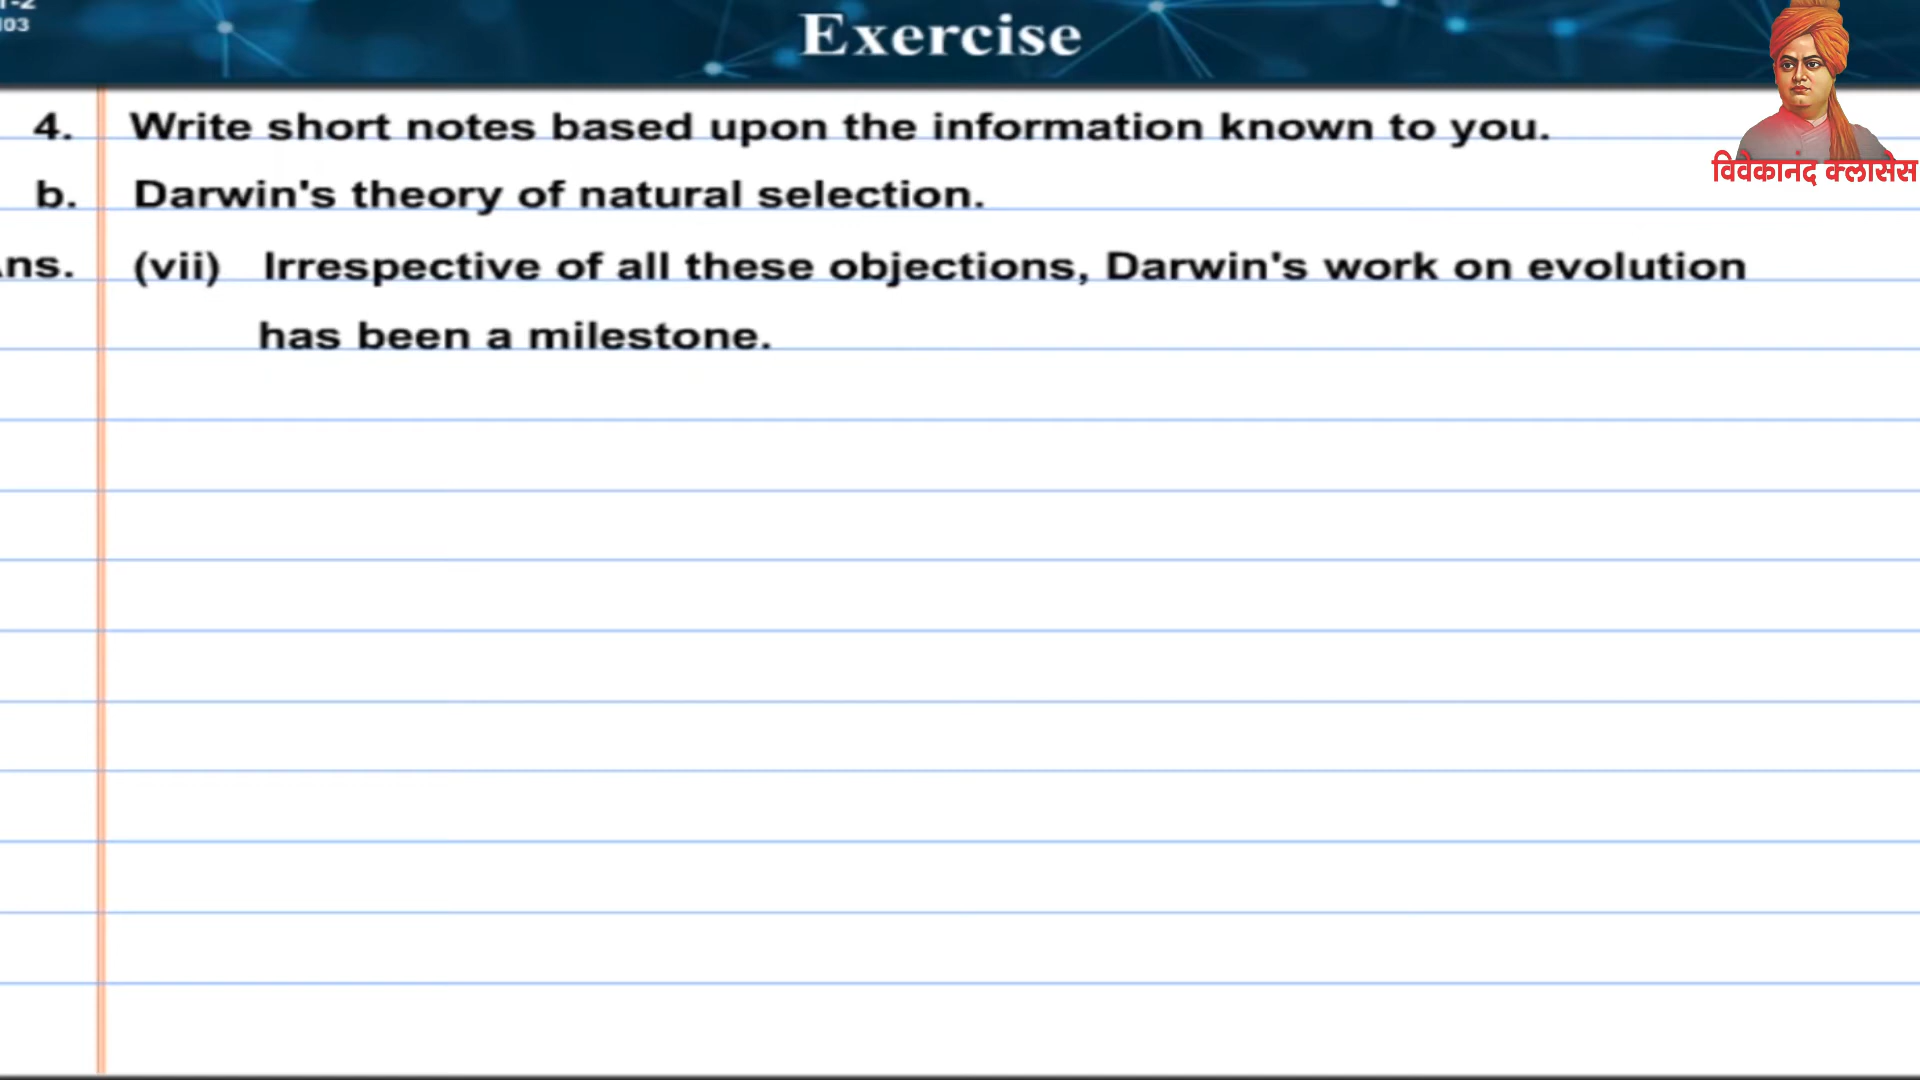 Exercise
4. Write short notes based upon the information known to you.
b. Darwin's theory of natural selection.
ns. (vii) Irrespective of all these objections, Darwin's work on evolution
has been a milestone.
विवेकानंद क्लासेस